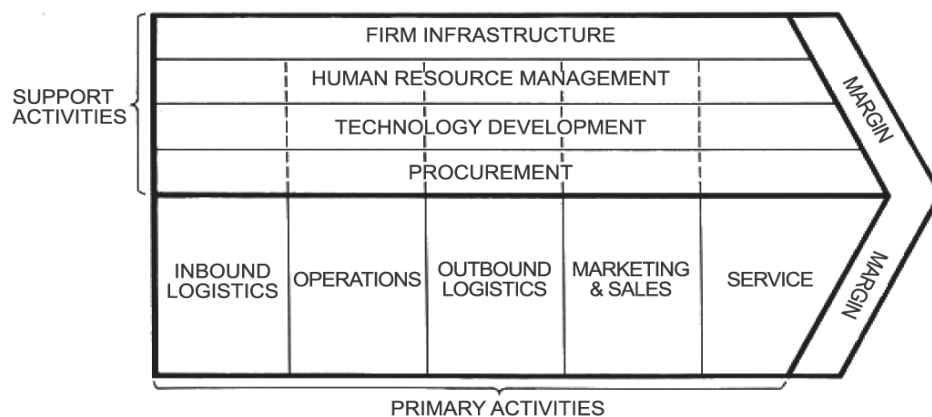 FIRM INFRASTRUCTURE
HUMAN RESOURCE MANAGEMENT
SUPPORT
ACTIVITIES
TECHNOLOGY DEVELOPMENT
PROCUREMENT
MARGIN
INBOUND
LOGISTICS
OPERATIONS
OUTBOUND
LOGISTICS
MARKETING
& SALES
SERVICE
MARGIN
PRIMARY ACTIVITIES